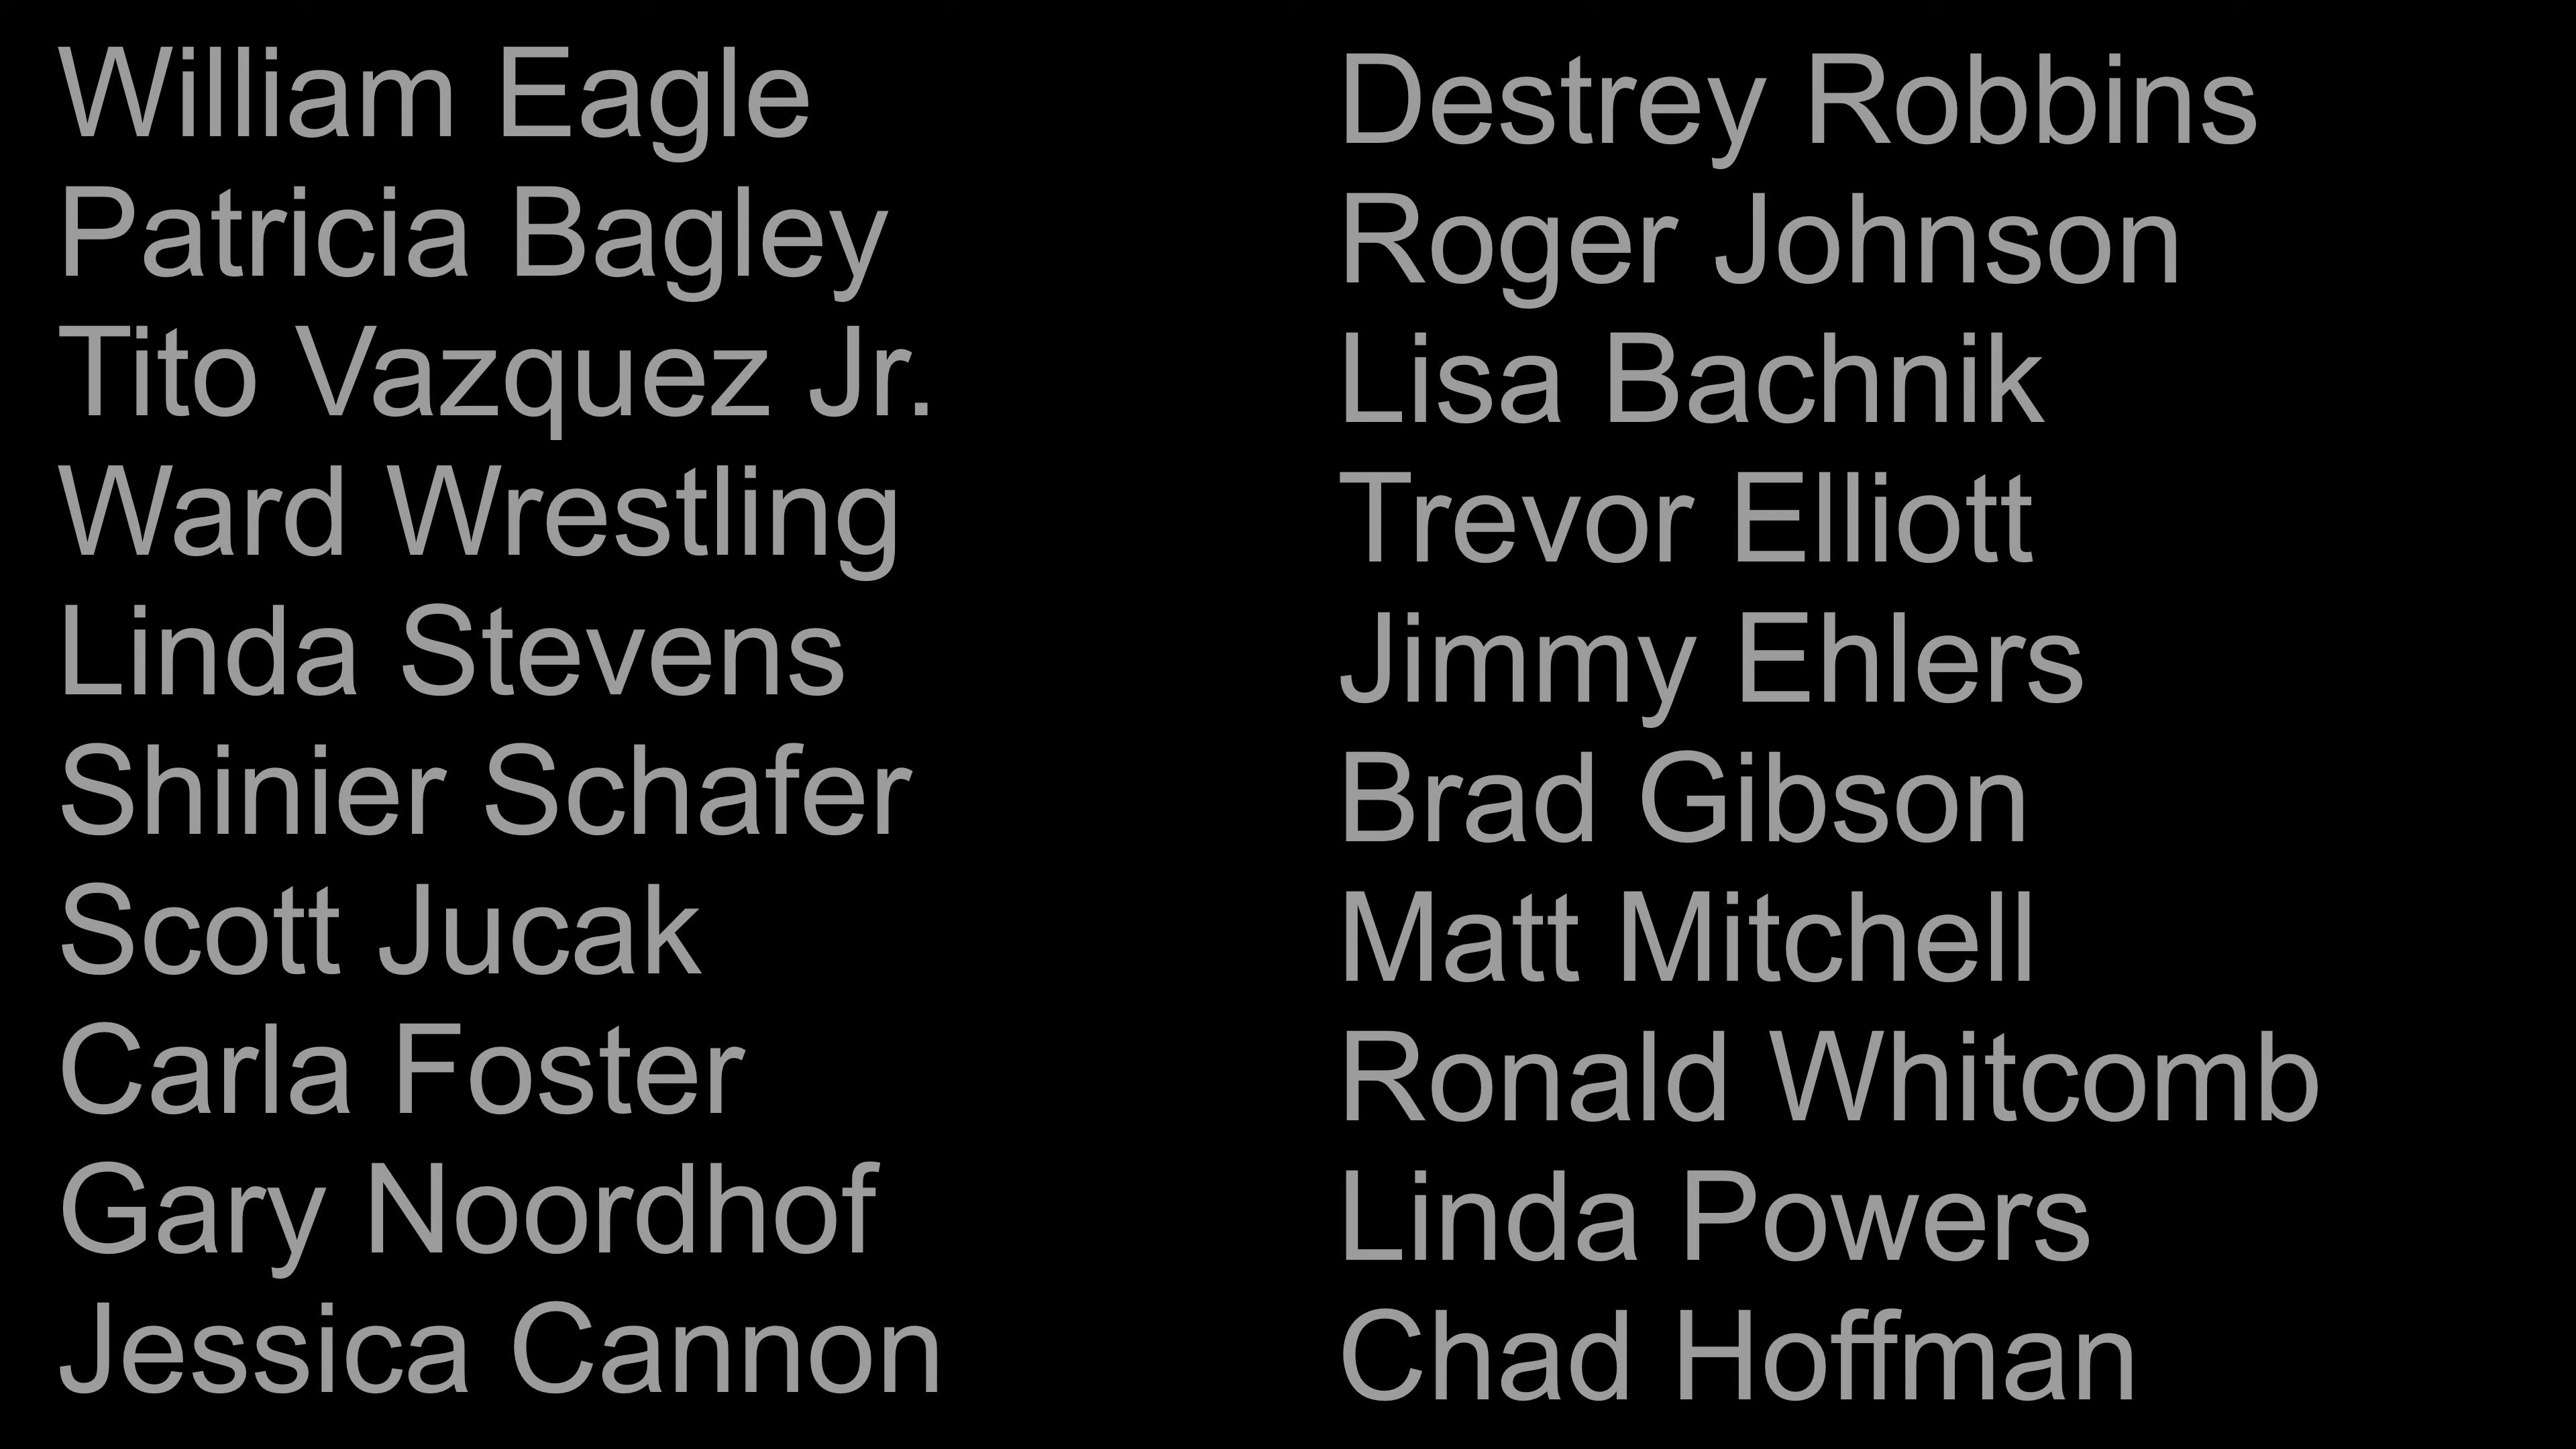 William Eagle
Patricia Bagley
Tito Vazquez Jr.
Ward Wrestling
Linda Stevens
Shinier Schafer
Scott Jucak
Carla Foster
Gary Noordhof
Jessica Cannon
Destrey Robbins
Roger Johnson
Lisa Bachnik
Trevor Elliott
Jimmy Ehlers
Brad Gibson
Matt Mitchell
Ronald Whitcomb
Linda Powers
Chad Hoffman